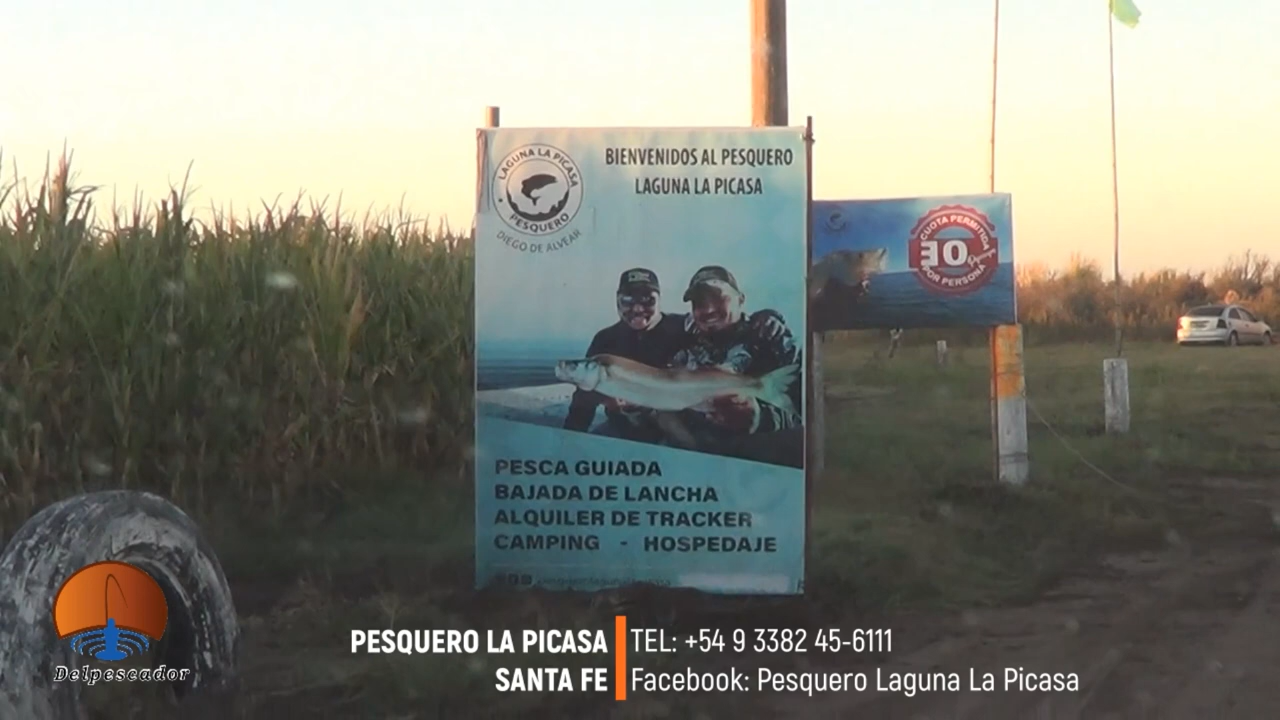 LAGUNA LA PICASA
PESQUERO
DIEGO DE ALVEAR
BIENVENIDOS AL PESQUERO
LAGUNA LA PICASA
CUOTA PERMITIDA
30
POR PERSONA
PESCA GUIADA
BAJADA DE LANCHA
ALQUILER DE TRACKER
CAMPING - HOSPEDAJE
Delpescador
PESQUERO LA PICASA
SANTA FE
TEL: +54 9 3382 45-6111
Facebook: Pesquero Laguna La Picasa